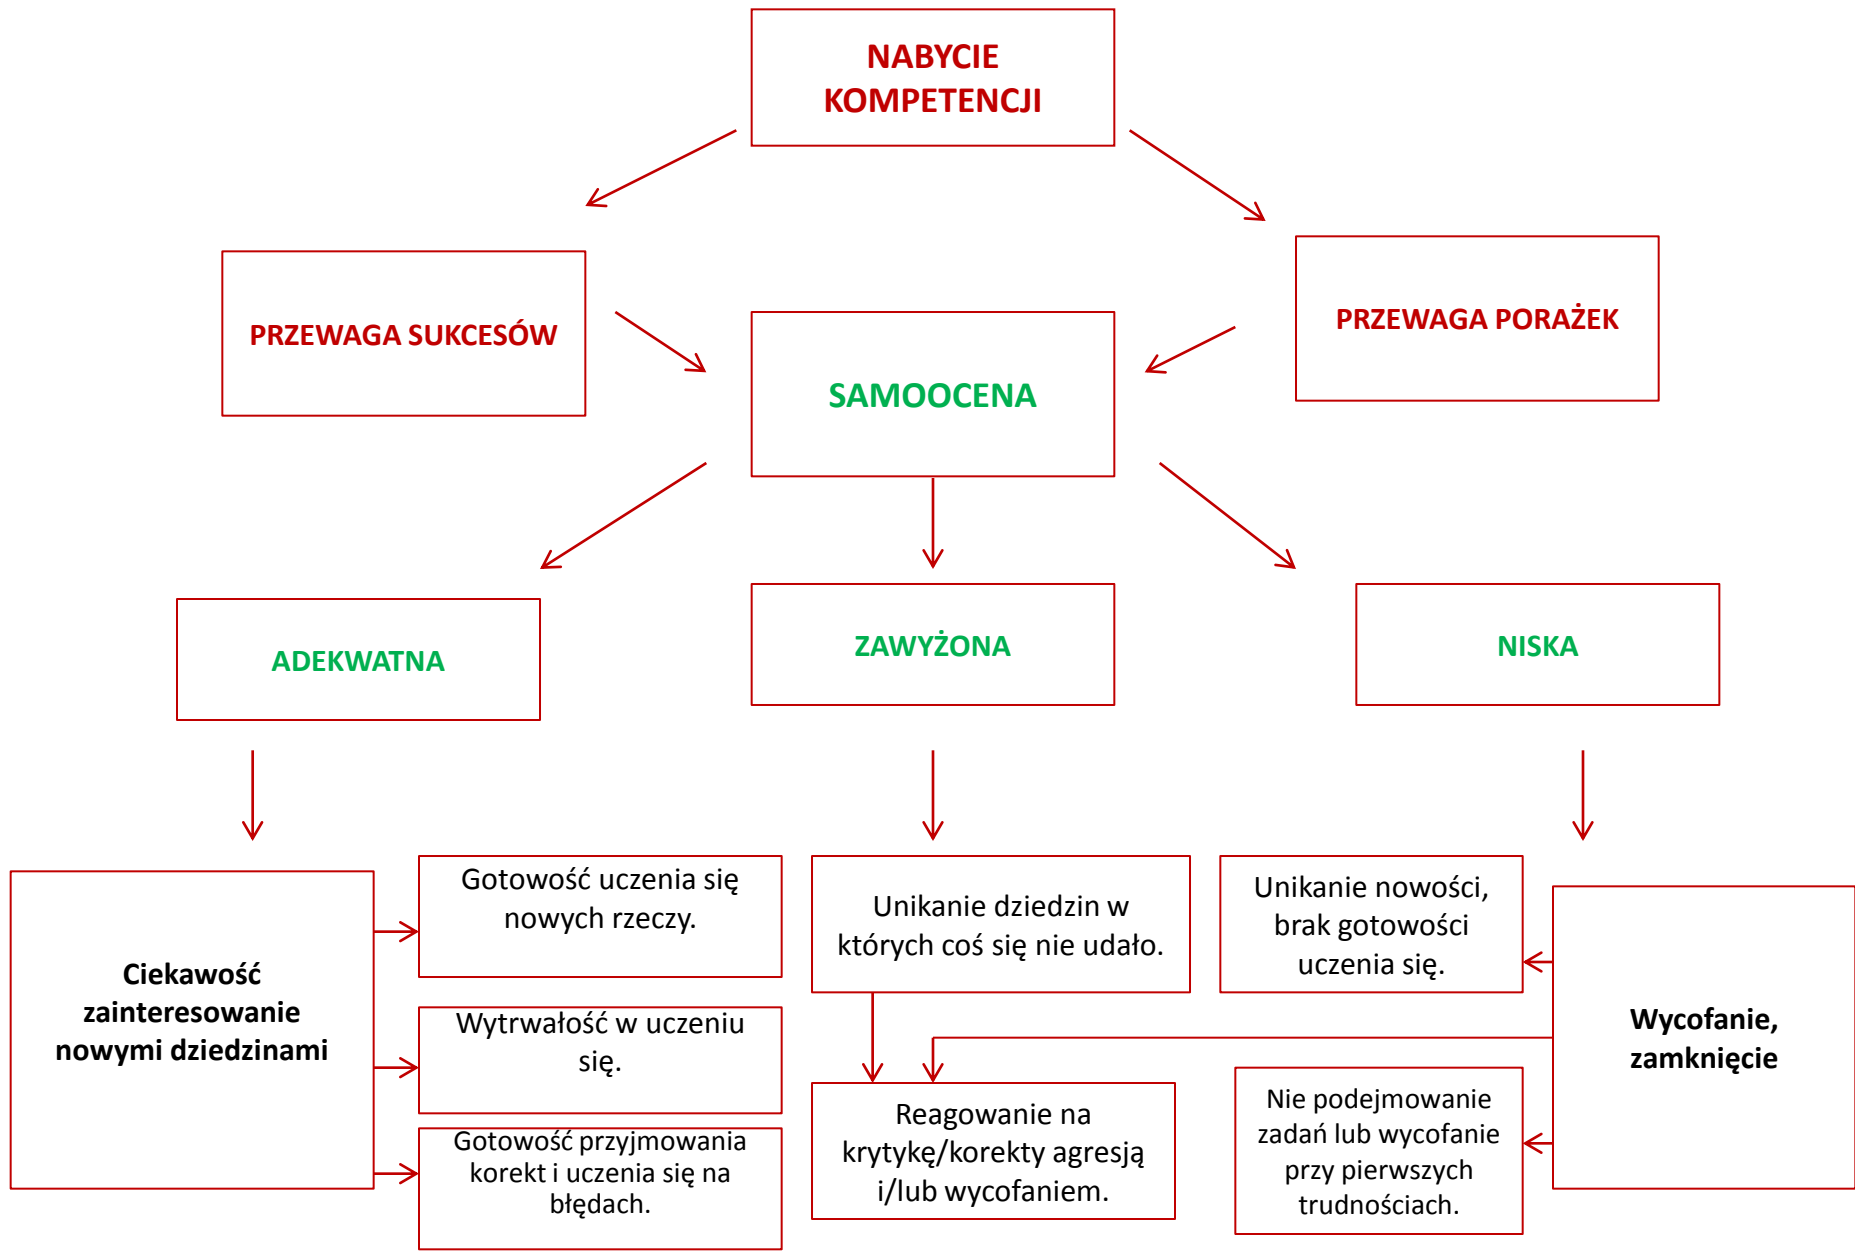 NABYCIE
KOMPETENCJI
PRZEWAGA SUKCESÓW
PRZEWAGA PORAŻEK
SAMOOCENA
ADEKWATNA
ZAWYŻONA
NISKA
Ciekawość
zainteresowanie
nowymi dziedzinami
Gotowość uczenia się
nowych rzeczy.
Wytrwałość w uczeniu
się.
Gotowość przyjmowania
korekt i uczenia się na
błędach.
Unikanie dziedzin w
których coś się nie udało.
Reagowanie na
krytykę/korekty agresją
i/lub wycofaniem.
Unikanie nowości,
brak gotowości
uczenia się.
Nie podejmowanie
zadań lub wycofanie
przy pierwszych
trudnościach.
Wycofanie,
zamknięcie